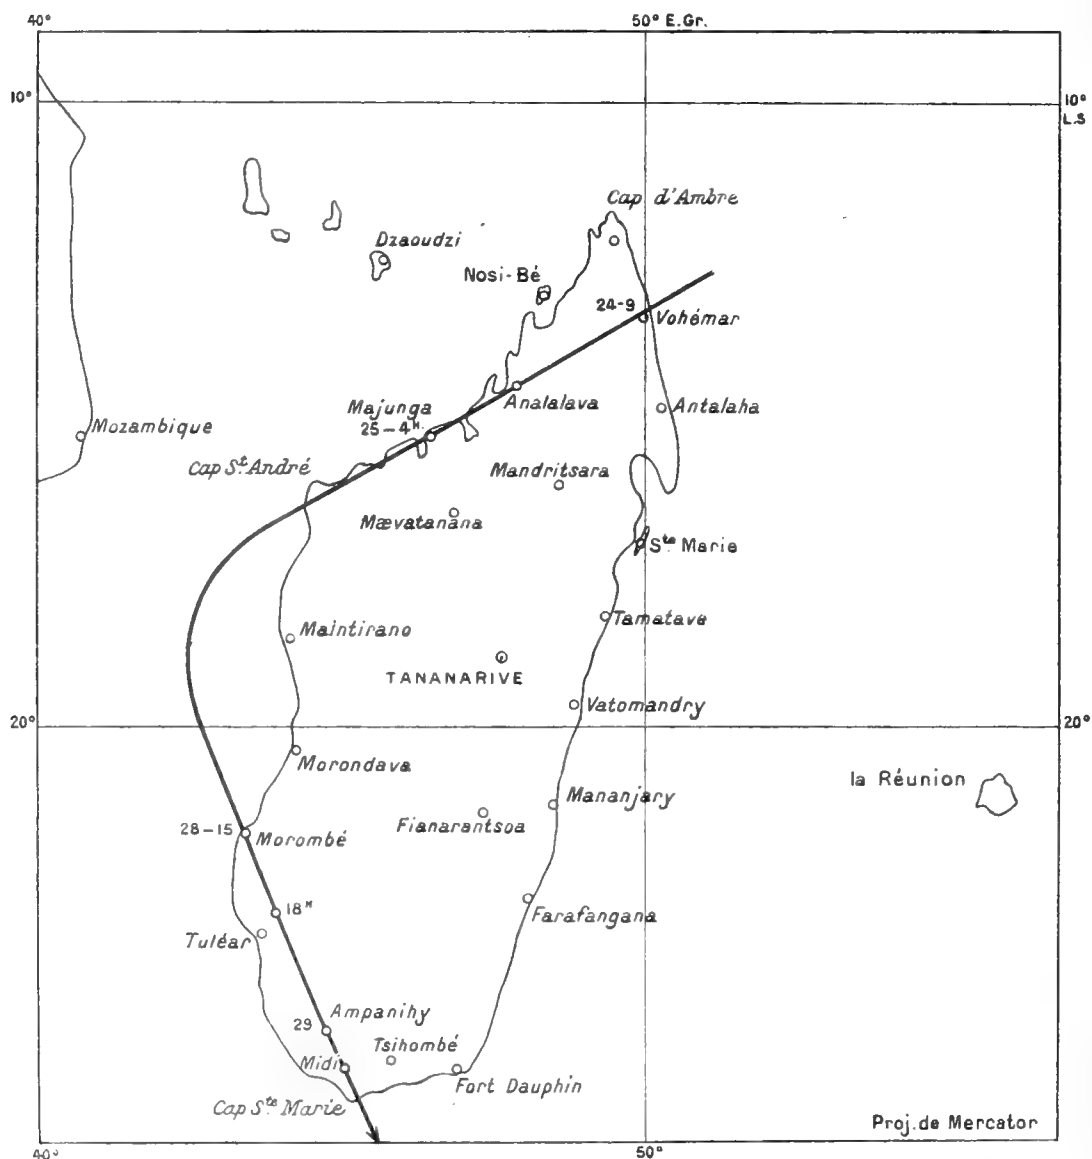 40°
50° E.Gr.
10°
10°
L.S
Cap d'Ambre
Dzaoudzi
Nosi-Bé
24-9
Vohémar
Majunga
25-4H.
Analalava
Antalaha
Mozambique
Cap St. André
Mandritsara
Mævatanana
Ste Marie
Tamatave
Maintirano
TANANARIVE
Vatomandry
20°
20°
Morondava
la Réunion
Mananjary
Fianarantsoa
28-15
Morombé
18H
Farafangana
Tuléar
Ampanihy
29
Tsihombé
Midi
Fort Dauphin
Cap Ste Marie
Proj. de Mercator
40°
50°